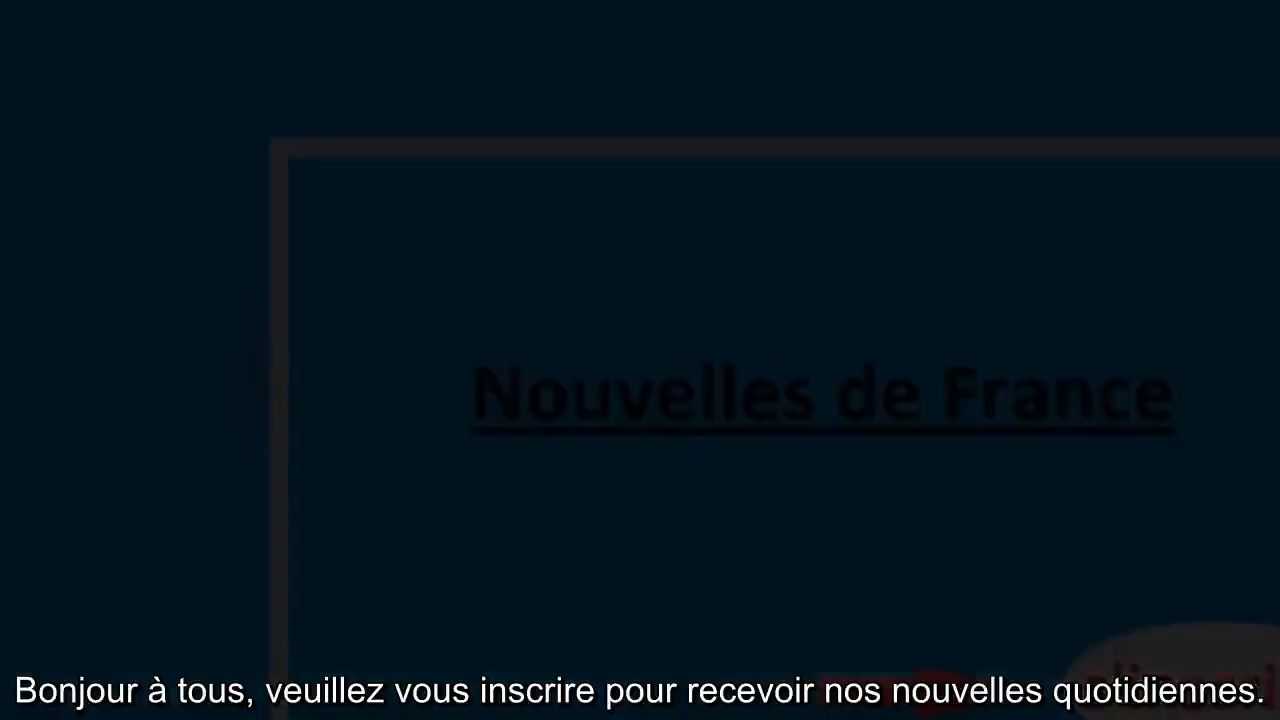 Nouvelles de France
Bonjour à tous, veuillez vous inscrire pour recevoir nos nouvelles quotidiennes.